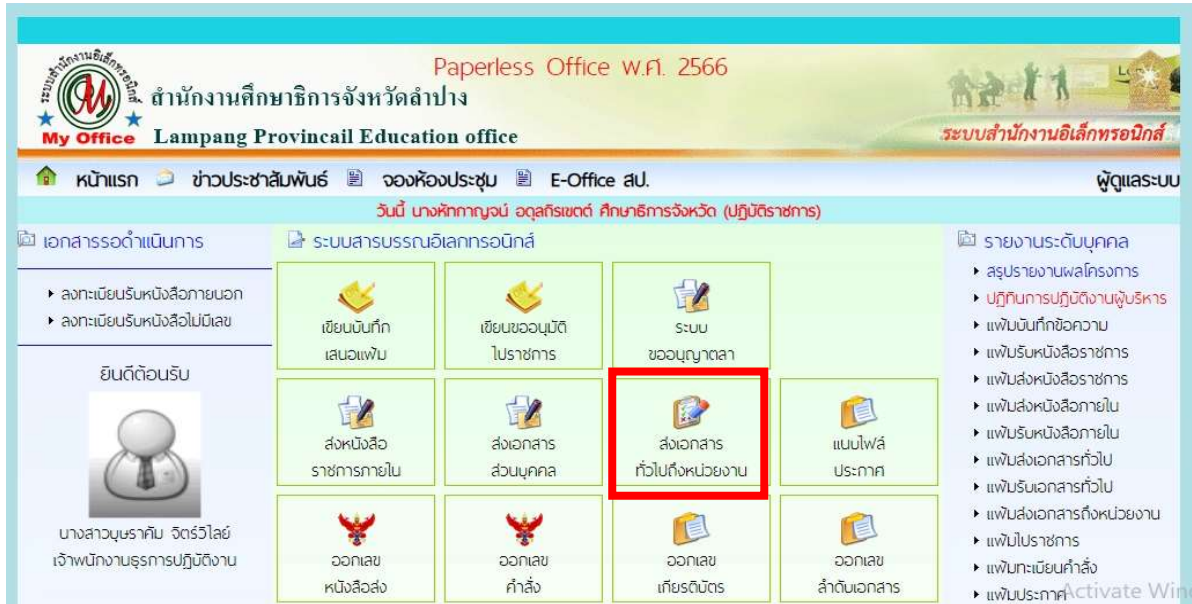 Paperless Office พ.ศ. 2566
ระบบสำนักงานอิเล็กทรอนิกส์
My Office
สำนักงานศึกษาธิการจังหวัดลำปาง
Lampang Provincail Education office
ระบบสำนักงานอิเล็กทรอนิกส์
หน้าแรก ข่าวประชาสัมพันธ์ จองห้องประชุม E-Office สป. ผู้ดูแลระบบ
วันนี้ นางหัทกาญจน์ อดุลถิรเขตต์ ศึกษาธิการจังหวัด (ปฏิบัติราชการ)
เอกสารรอดำเนินการ
ลงทะเบียนรับหนังสือภายนอก
ลงทะเบียนรับหนังสือไม่มีเลข
ยินดีต้อนรับ
นางสาวบุษราคัม จิตร์วิไลย์
เจ้าพนักงานธุรการปฏิบัติงาน
ระบบสารบรรณอิเลกทรอนิกส์
เขียนบันทึก
เสนอแฟ้ม
เขียนขออนุมัติ
ไปราชการ
ระบบ
ขออนุญาตลา
ส่งหนังสือ
ราชการภายใน
ส่งเอกสาร
ส่วนบุคคล
ส่งเอกสาร
ทั่วไปถึงหน่วยงาน
แนบไฟล์
ประกาศ
ออกเลข
หนังสือส่ง
ออกเลข
คำสั่ง
ออกเลข
เกียรติบัตร
ออกเลข
ลำดับเอกสาร
รายงานระดับบุคคล
สรุปรายงานผลโครงการ
ปฏิทินการปฏิบัติงานผู้บริหาร
แฟ้มบันทึกข้อความ
แฟ้มรับหนังสือราชการ
แฟ้มส่งหนังสือราชการ
แฟ้มส่งหนังสือภายใน
แฟ้มรับหนังสือภายใน
แฟ้มส่งเอกสารทั่วไป
แฟ้มรับเอกสารทั่วไป
แฟ้มส่งเอกสารถึงหน่วยงาน
แฟ้มไปราชการ
แฟ้มทะเบียนคำสั่ง
แฟ้มประกาศ
Activate Win